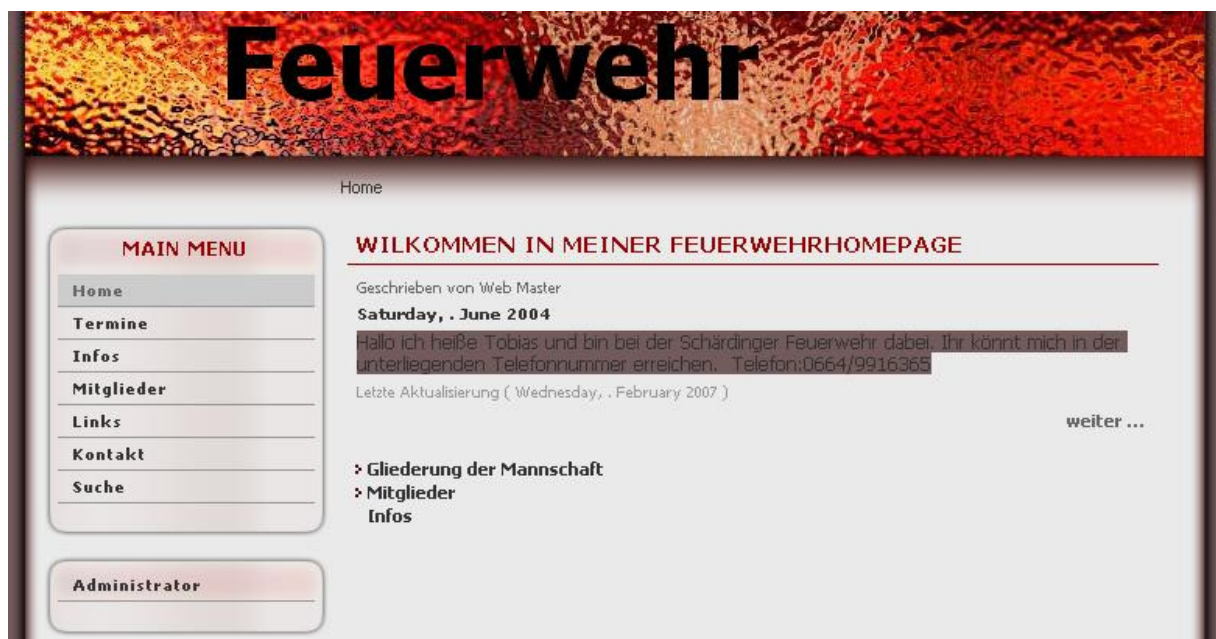 Feuerwehr
Home
MAIN MENU
Home
Termine
Infos
Mitglieder
Links
Kontakt
Suche
Administrator
WILKOMMEN IN MEINER FEUERWEHRHOMEPAGE
Geschrieben von Web Master
Saturday, . June 2004
Hallo ich heiße Tobias und bin bei der Schärdinger Feuerwehr dabei. Ihr könnt mich in der
unterliegenden Telefonnummer erreichen. Telefon:0664/9916365
Letzte Aktualisierung ( Wednesday, . February 2007 )
weiter ...
Gliederung der Mannschaft
Mitglieder
Infos